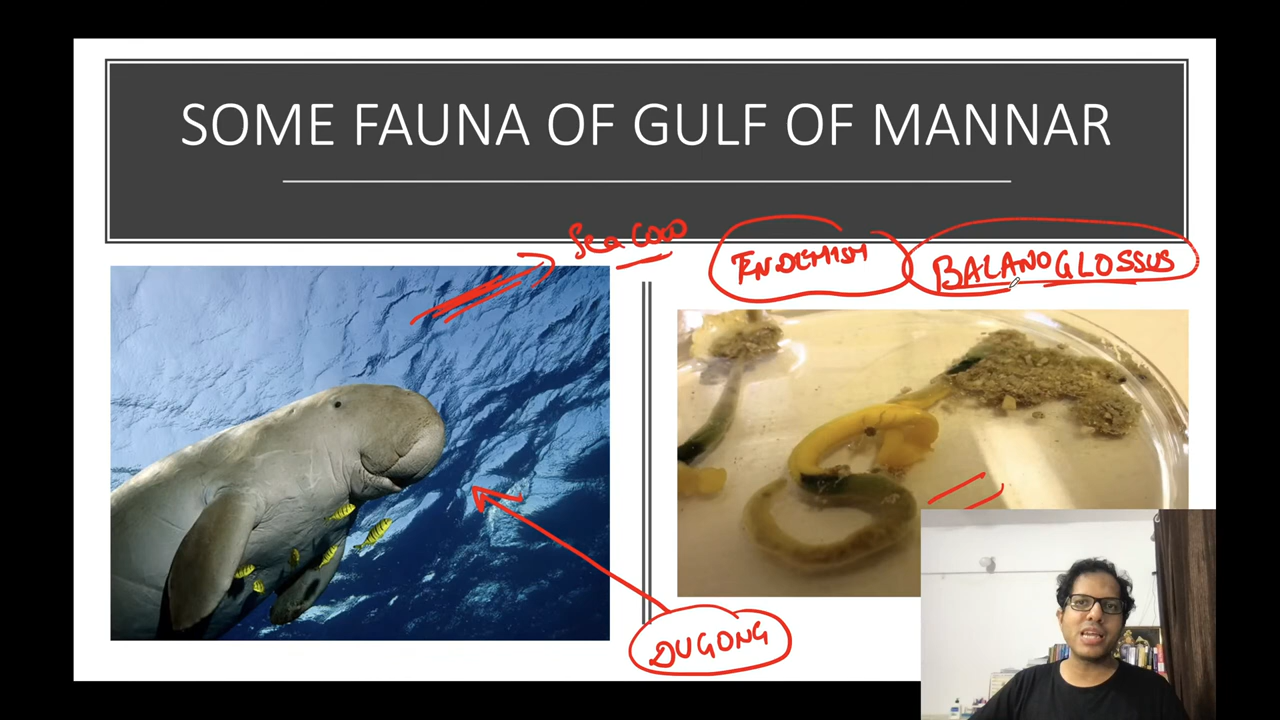 SOME FAUNA OF GULF OF MANNAR
Sea COW
ENDEMISM
BALANOGLOSSUS
DUGONG